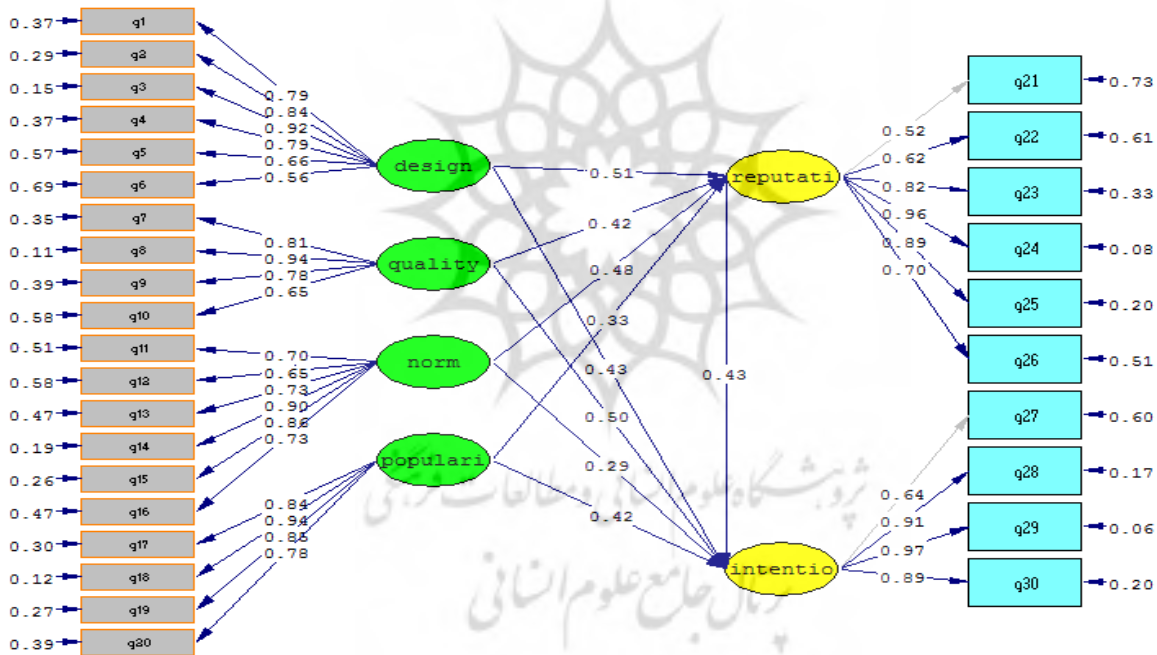 0.37 q1
0.29 q2
0.15 q3
0.37 q4
0.57 q5
0.69 q6
0.35 q7
0.11 q8
0.39 q9
0.58 q10
0.51 q11
0.58 q12
0.47 q13
0.19 q14
0.26 q15
0.47 q16
0.30 q17
0.12 q18
0.27 q19
0.39 q20
0.79
0.84
0.92
0.79
0.66
0.56
0.81
0.94
0.78
0.65
0.70
0.65
0.73
0.90
0.86
0.73
0.84
0.94
0.85
0.78
design
quality
norm
populari
0.51
0.42
0.48
0.33
0.43
0.50
0.29
0.42
0.43
reputati
intentio
0.52
0.62
0.82
0.96
0.89
0.70
0.64
0.91
0.97
0.89
q21 0.73
q22 0.61
q23 0.33
q24 0.08
q25 0.20
q26 0.51
q27 0.60
q28 0.17
q29 0.06
q30 0.20
پژوهشگاه علوم انسانی و مطالعات فرهنگی
پرتال جامع علوم انسانی